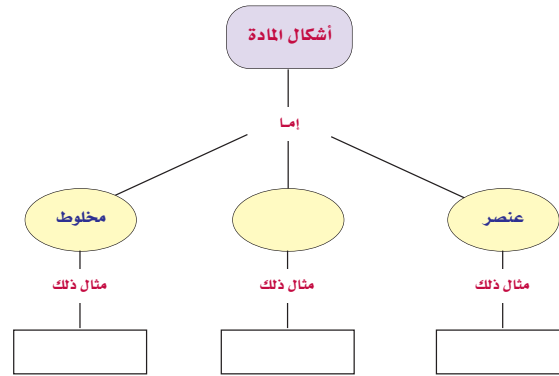 أشكال المادة
إما
عنصر
مخلوط
مثال ذلك
مثال ذلك
مثال ذلك